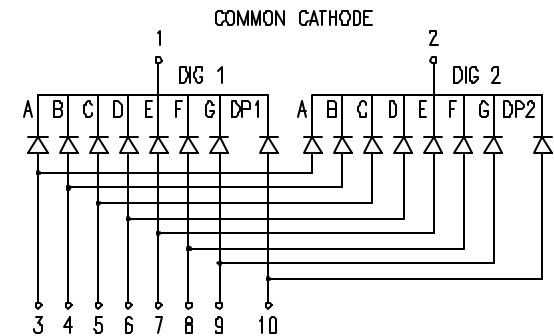 COMMON CATHODE
1 2
DIG 1 DIG 2
A B C D E F G DP1 A B C D E F G DP2
3 4 5 6 7 8 9 10